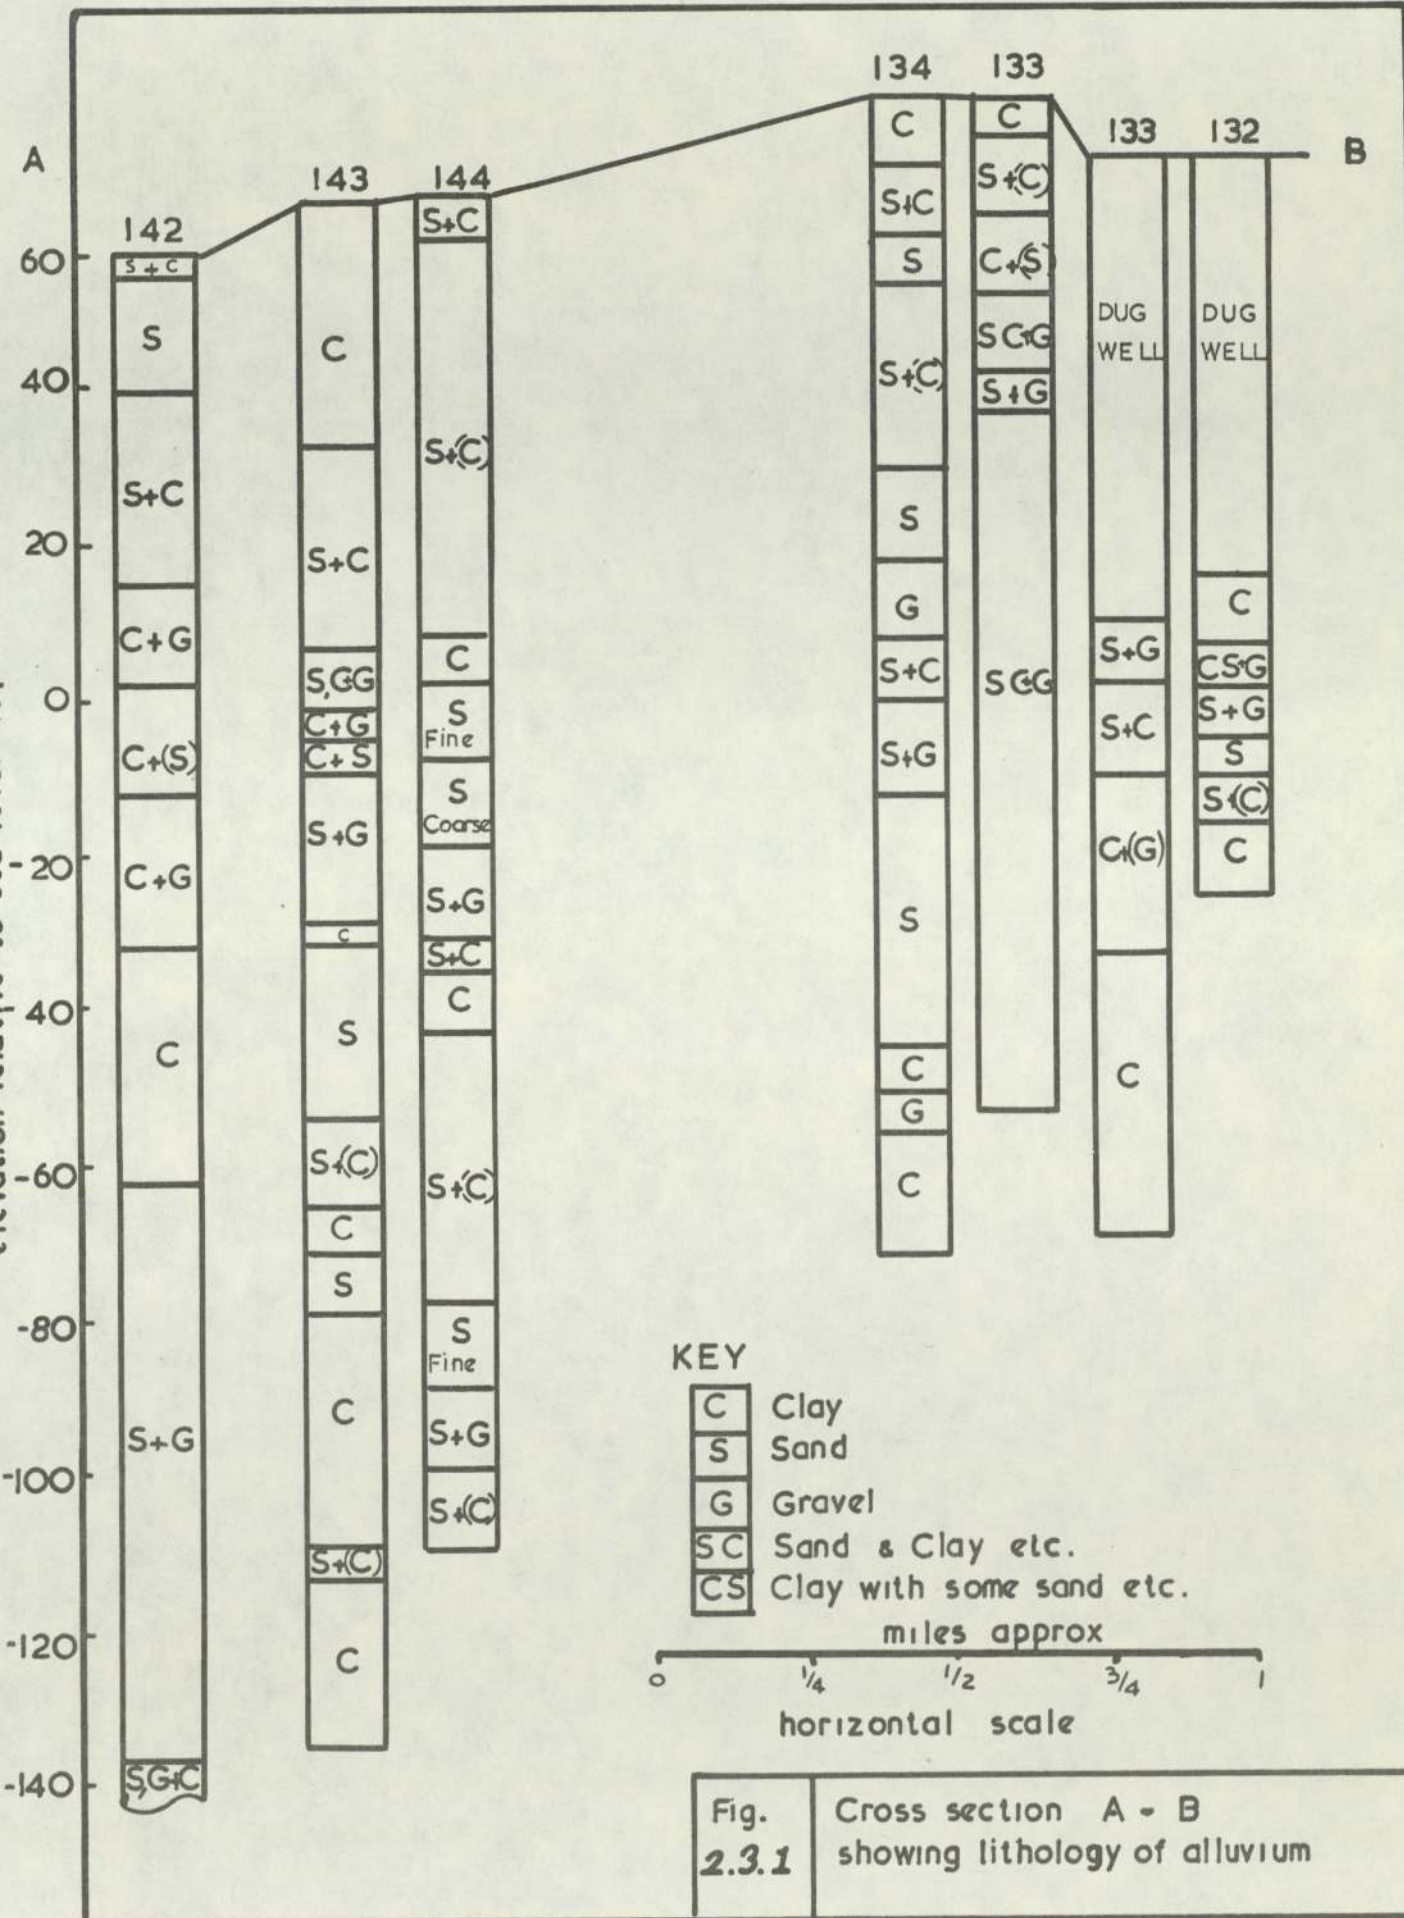 A
B
142
S+C
S
S+C
C+G
C+(S)
C+G
C
S+G
S,G+C
143
C
S+C
C+G
C+S
S+G
C
S
S+(C)
C
S
C
S+(C)
C
144
S+C
S+(C)
C
S
Fine
S
Coarse
S+G
S+C
C
S+(C)
S
Fine
S+G
S+(C)
134
C
S+C
S
S+(C)
S
G
S+C
S+G
S
C
G
C
133
C
S+(C)
C+(S)
SC+G
S+G
133
DUG
WELL
S+G
S+C
C+(G)
C
132
DUG
WELL
C
CS+G
S+G
S
S+(C)
C
60
40
20
0
-20
-40
-60
-80
-100
-120
-140
KEY
C Clay
S Sand
G Gravel
SC Sand & Clay etc.
CS Clay with some sand etc.
miles approx
0 1/4 1/2 3/4 1
horizontal scale
Fig.
2.3.1
Cross section A - B
showing lithology of alluvium